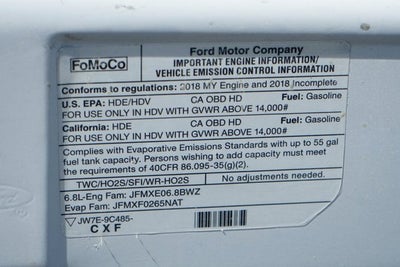 FoMoCo
Ford Motor Company
IMPORTANT ENGINE INFORMATION/
VEHICLE EMISSION CONTROL INFORMATION
Conforms to regulations: 2018 MY Engine and 2018 Incomplete
U.S. EPA: HDE/HDV CA OBD HD Fuel: Gasoline
FOR USE ONLY IN HDV WITH GVWR ABOVE 14,000#
California: HDE CA OBD HD Fuel: Gasoline
FOR USE ONLY IN HDV WITH GVWR ABOVE 14,000#
Complies with Evaporative Emissions Standards with up to 55 gal
fuel tank capacity. Persons wishing to add capacity must meet
the requirements of 40CFR 86.095-35(g)(2).
TWC/HO2S/SFI/WR-HO2S No adjustments needed.
6.8L-Eng Fam: JFMXE06.8BWZ
Evap Fam: JFMXF0265NAT
JW7E-9C485-
CXF